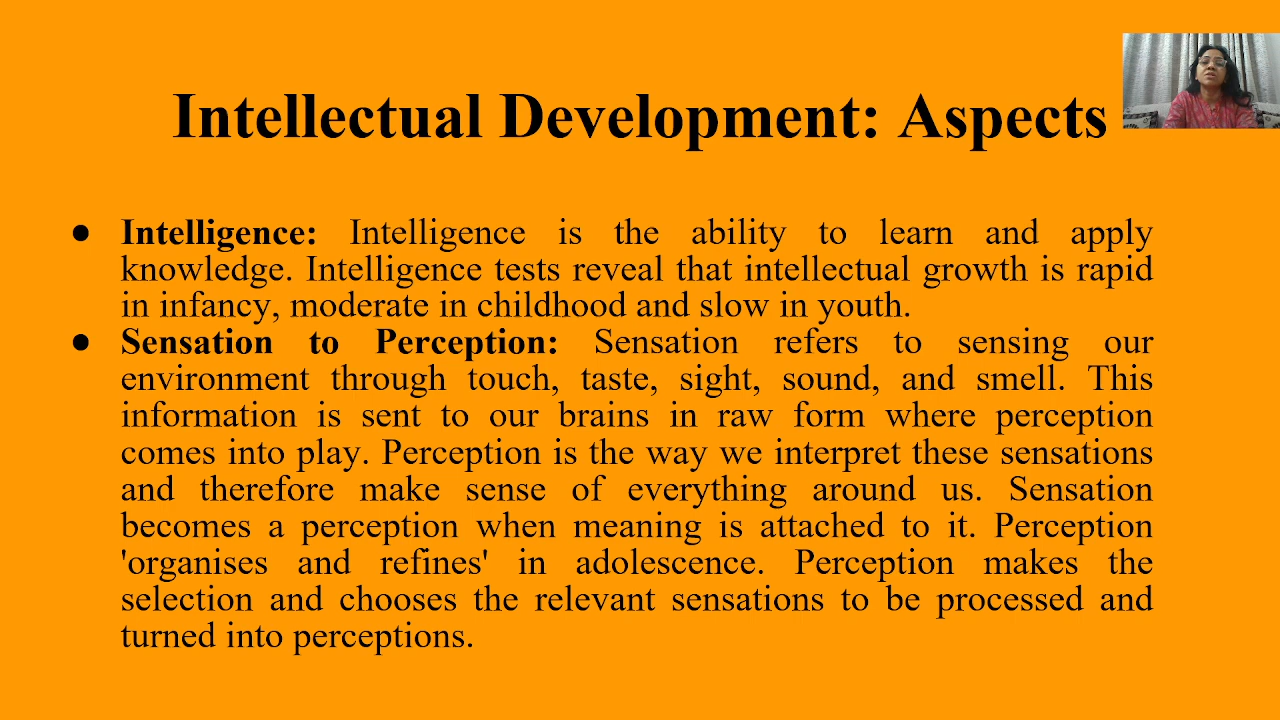 Intellectual Development: Aspects
● Intelligence: Intelligence is the ability to learn and apply
knowledge. Intelligence tests reveal that intellectual growth is rapid
in infancy, moderate in childhood and slow in youth.
● Sensation to Perception: Sensation refers to sensing our
environment through touch, taste, sight, sound, and smell. This
information is sent to our brains in raw form where perception
comes into play. Perception is the way we interpret these sensations
and therefore make sense of everything around us. Sensation
becomes a perception when meaning is attached to it. Perception
'organises and refines' in adolescence. Perception makes the
selection and chooses the relevant sensations to be processed and
turned into perceptions.